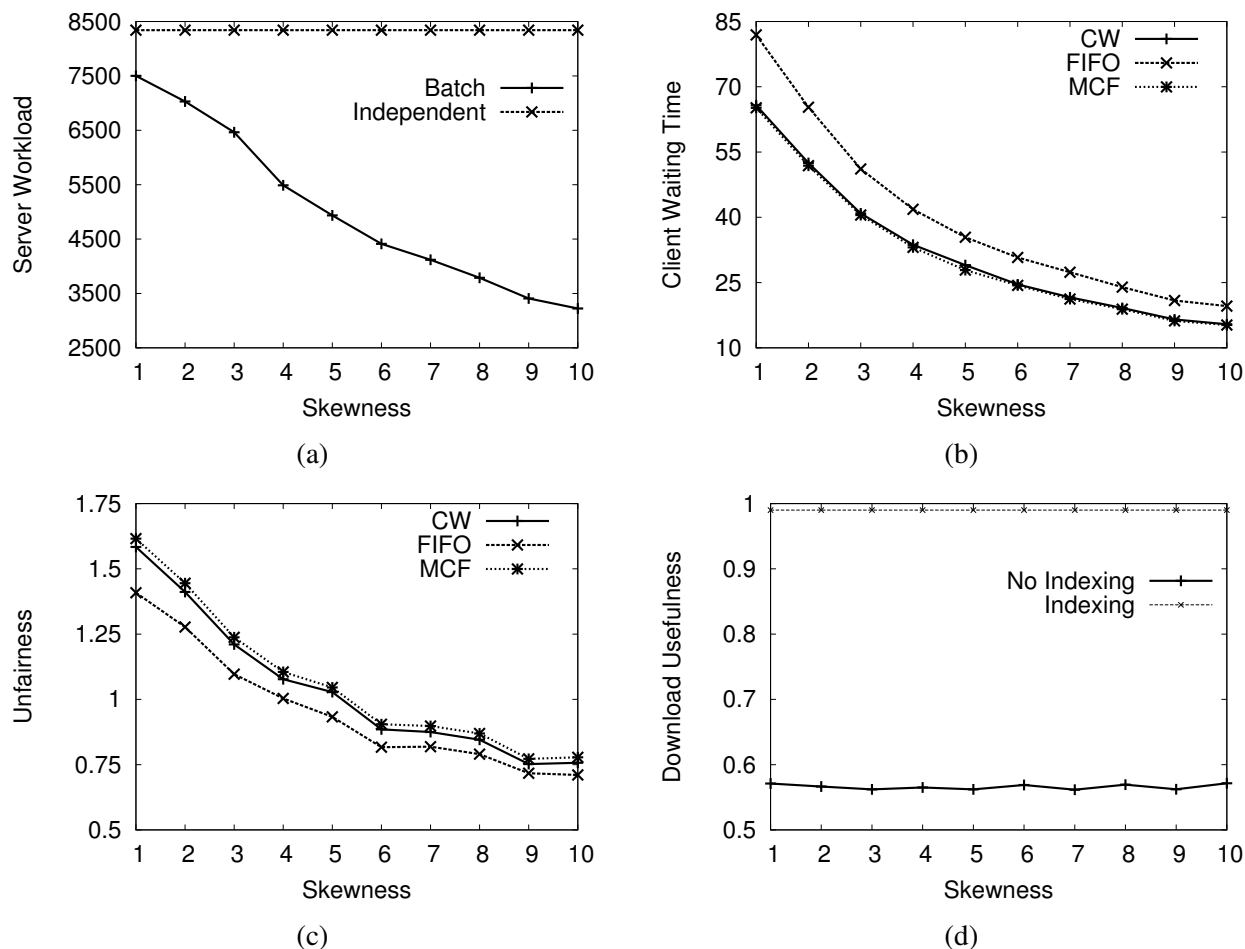 8500
7500
6500
5500
4500
3500
2500
Server Workload
Batch
Independent
1 2 3 4 5 6 7 8 9 10
Skewness
(a)
85
70
55
40
25
10
Client Waiting Time
CW
FIFO
MCF
1 2 3 4 5 6 7 8 9 10
Skewness
(b)
1.75
1.5
1.25
1
0.75
0.5
Unfairness
CW
FIFO
MCF
1 2 3 4 5 6 7 8 9 10
Skewness
(c)
1
0.9
0.8
0.7
0.6
0.5
Download Usefulness
No Indexing
Indexing
1 2 3 4 5 6 7 8 9 10
Skewness
(d)